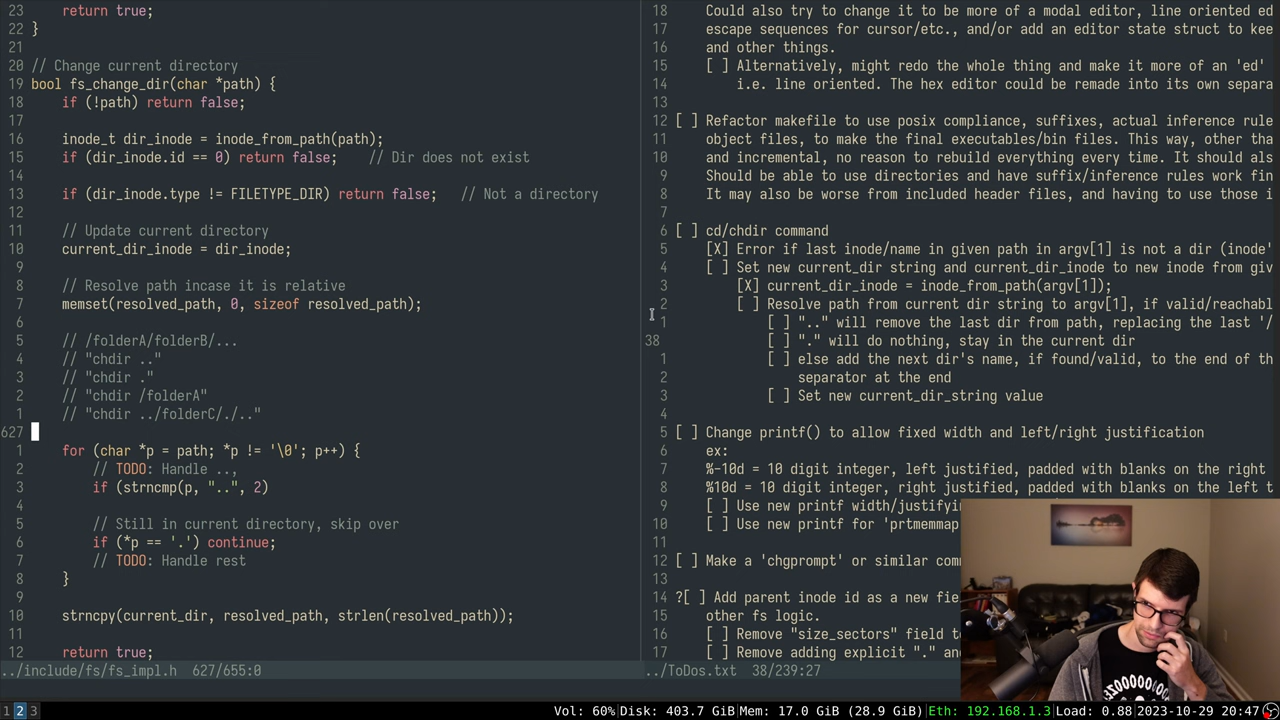 23     return true;
22 }
21
20 // Change current directory
19 bool fs_change_dir(char *path) {
18     if (!path) return false;
17
16     inode_t dir_inode = inode_from_path(path);
15     if (dir_inode.id == 0) return false;    // Dir does not exist
14
13     if (dir_inode.type != FILETYPE_DIR) return false;   // Not a directory
12
11     // Update current directory
10     current_dir_inode = dir_inode;
9
8     // Resolve path incase it is relative
7     memset(resolved_path, 0, sizeof resolved_path);
6
5     // /folderA/folderB/...
4     // "chdir .."
3     // "chdir ."
2     // "chdir /folderA"
1     // "chdir ../folderC/./.."
627
1     for (char *p = path; *p != '\0'; p++) {
2         // TODO: Handle ..,
3         if (strncmp(p, "..", 2)
4
5         // Still in current directory, skip over
6         if (*p == '.') continue;
7         // TODO: Handle rest
8     }
9
10     strncpy(current_dir, resolved_path, strlen(resolved_path));
11
12     return true;
../include/fs/fs_impl.h  627/655:0
18     Could also try to change it to be more of a modal editor, line oriented ed
17     escape sequences for cursor/etc., and/or add an editor state struct to kee
16     and other things.
15     [ ] Alternatively, might redo the whole thing and make it more of an 'ed'
14         i.e. line oriented. The hex editor could be remade into its own separa
13
12 [ ] Refactor makefile to use posix compliance, suffixes, actual inference rule
11     object files, to make the final executables/bin files. This way, other tha
10     and incremental, no reason to rebuild everything every time. It should als
9     Should be able to use directories and have suffix/inference rules work fin
8     It may also be worse from included header files, and having to use those i
7
6 [ ] cd/chdir command
5     [X] Error if last inode/name in given path in argv[1] is not a dir (inode'
4     [ ] Set new current_dir string and current_dir_inode to new inode from giv
3         [X] current_dir_inode = inode_from_path(argv[1]);
2         [ ] Resolve path from current dir string to argv[1], if valid/reachabl
1             [ ] ".." will remove the last dir from path, replacing the last '/
38             [ ] "." will do nothing, stay in the current dir
1             [ ] else add the next dir's name, if found/valid, to the end of th
2                 separator at the end
3             [ ] Set new current_dir_string value
4
5 [ ] Change printf() to allow fixed width and left/right justification
6     ex:
7     %-10d = 10 digit integer, left justified, padded with blanks on the right
8     %10d = 10 digit integer, right justified, padded with blanks on the left t
9     [ ] Use new printf width/justifyin
10     [ ] Use new printf for 'prtmemmap
11
12 [ ] Make a 'chgprompt' or similar com
13
14 ?[ ] Add parent inode id as a new fie
15     other fs logic.
16     [ ] Remove "size_sectors" field t
17     [ ] Remove adding explicit "." an
../ToDos.txt  38/239:27
1 2 3 Vol: 60%|Disk: 403.7 GiB|Mem: 17.0 GiB (28.9 GiB)|Eth: 192.168.1.3|Load: 0.88 2023-10-29 20:47